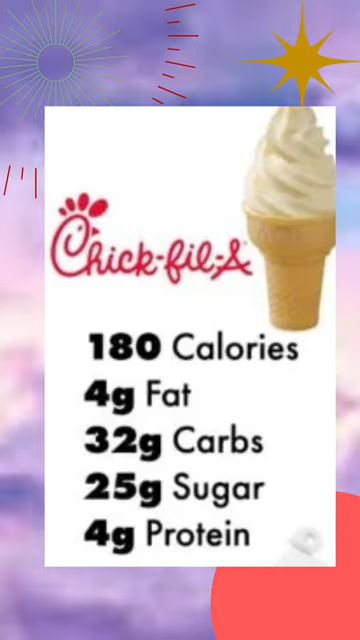 Chick-fil-A
180 Calories
4g Fat
32g Carbs
25g Sugar
4g Protein